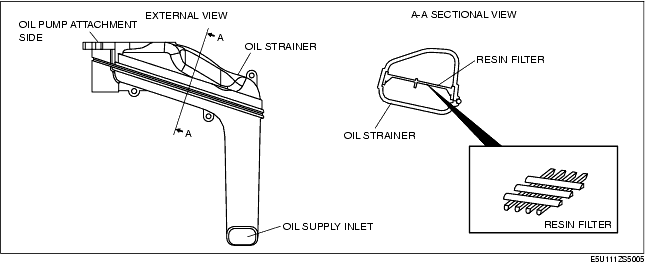 EXTERNAL VIEW
OIL PUMP ATTACHMENT
SIDE
A
OIL STRAINER
A
OIL SUPPLY INLET
A-A SECTIONAL VIEW
RESIN FILTER
OIL STRAINER
RESIN FILTER
E5U111ZS5005